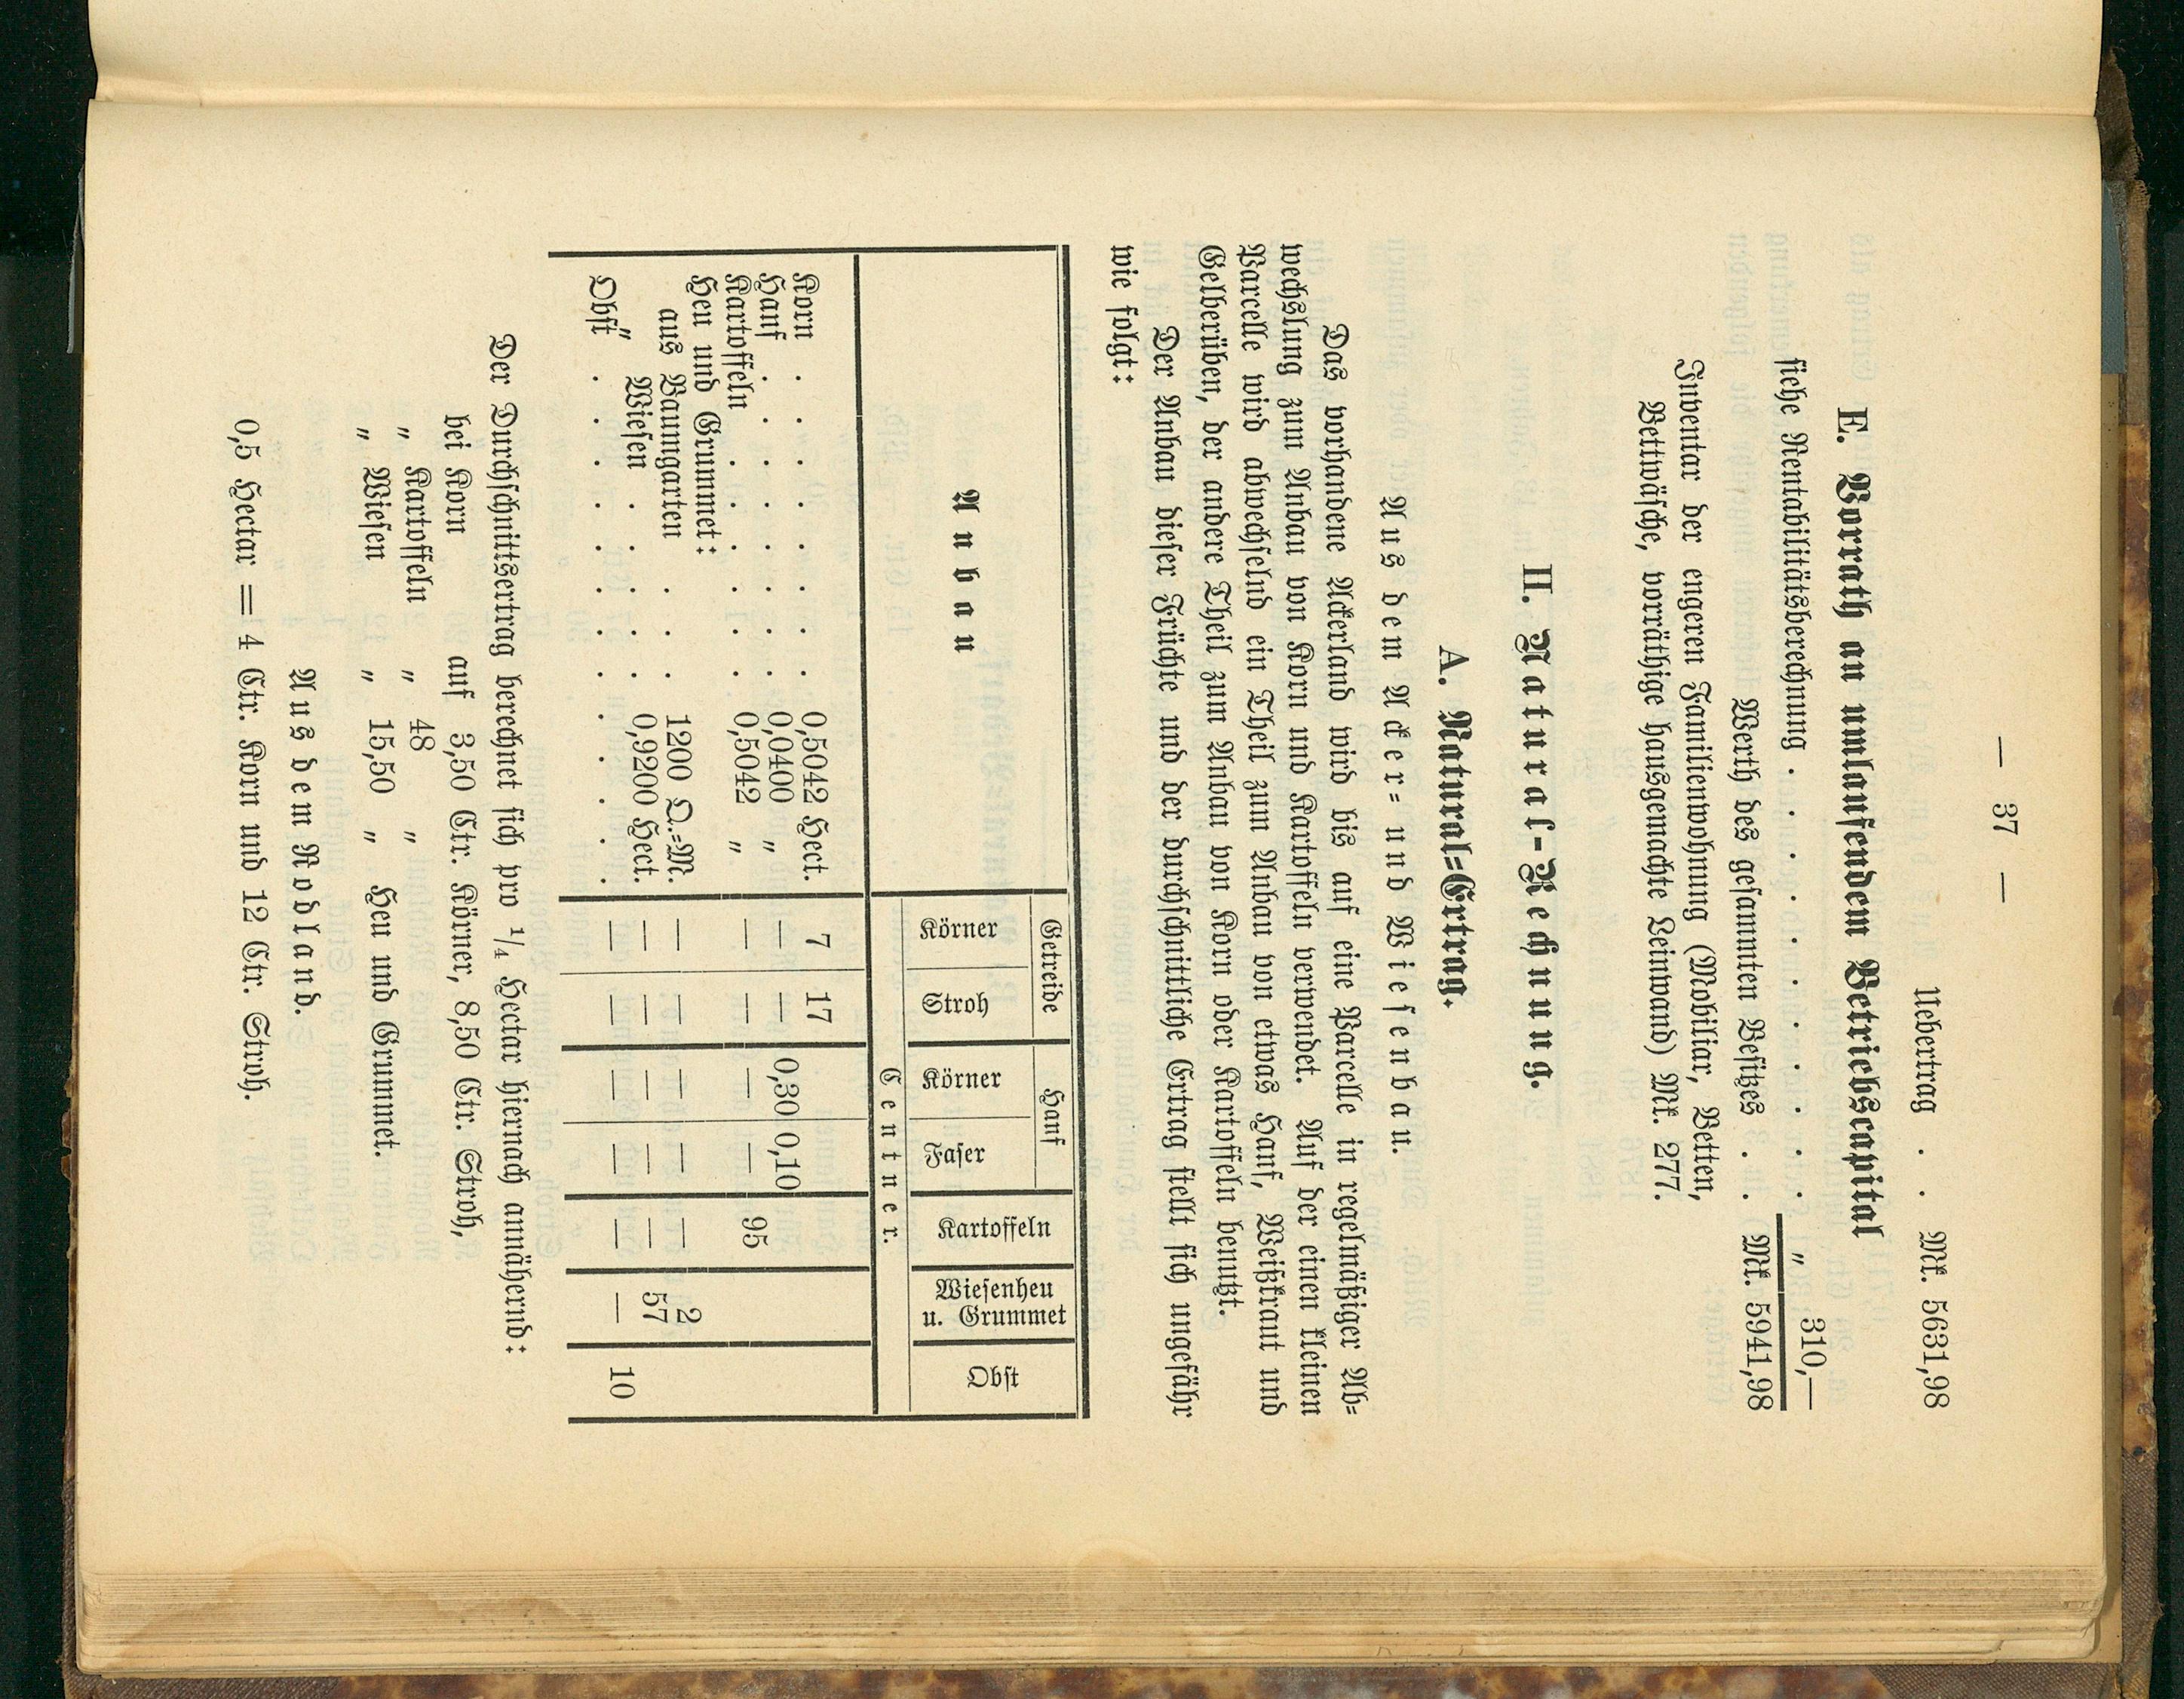 — 37 —
Uebertrag . . Mk. 5631,98
E. Vorrath an umlaufendem Betriebscapital
siehe Rentabilitätsberechnung . . . . . . . . . . . „ 310,—
Werth des gesammten Besitzes . . . Mk. 5941,98
Inventar der engeren Familienwohnung (Mobiliar, Betten,
Bettwäsche, vorräthige hausgemachte Leinwand) Mk. 277.
II. Natural-Rechnung.
A. Natural-Ertrag.
Aus dem Acker- und Wiesenbau.
Das vorhandene Ackerland wird bis auf eine Parcelle in regelmäßiger Ab-
wechslung zum Anbau von Korn und Kartoffeln verwendet. Auf der einen kleinen
Parcelle wird abwechselnd ein Theil zum Anbau von etwas Hanf, Weißkraut und
Gelberüben, der andere Theil zum Anbau von Korn oder Kartoffeln benutzt.
Der Anbau dieser Früchte und der durchschnittliche Ertrag stellt sich ungefähr
wie folgt:
Anbau Getreide Hanf Kartoffeln Wiesenheu u. Grummet Obst
Körner Stroh Körner Faser
Centner.
Korn . . . . . . . . 0,5042 Hect. 7 17
Hanf . . . . . . . . 0,0400 „ — — 0,30 0,10
Kartoffeln . . . . . . 0,5042 „ — — — — 95
Heu und Grummet:
aus Baumgarten . . . 1200 Q.-M. — — — — — 2
„ Wiesen . . . . . 0,9200 Hect. — — — — — 57
Obst . . . . . . . . . . . . . — — — — — — 10
Der Durchschnittsertrag berechnet sich pro 1/4 Hectar hiernach annähernd:
bei Korn auf 3,50 Ctr. Körner, 8,50 Ctr. Stroh,
„ Kartoffeln „ 48 „
„ Wiesen „ 15,50 „ Heu und Grummet.
Aus dem Rodland.
0,5 Hectar = 4 Ctr. Korn und 12 Ctr. Stroh.